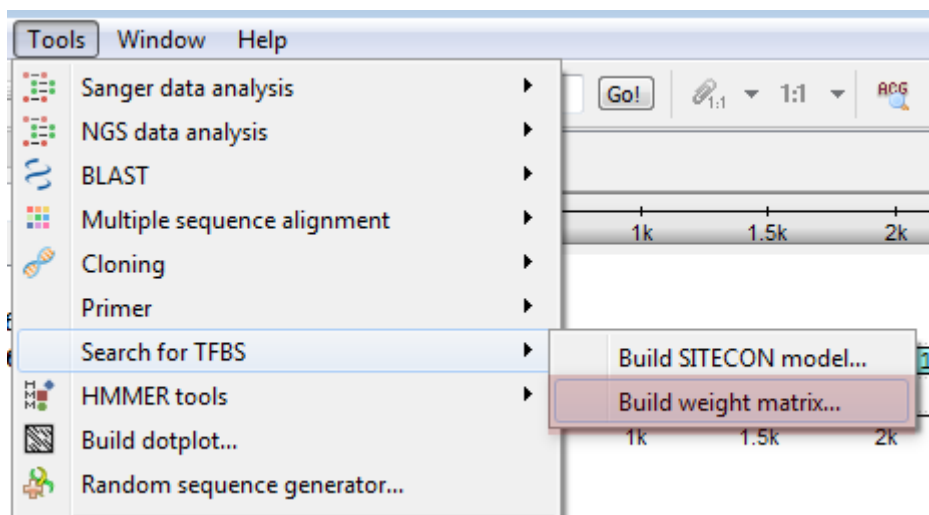 Tools Window Help
Sanger data analysis
Go! 1:1 1:1 ACG
NGS data analysis
BLAST
Multiple sequence alignment
1k 1.5k 2k
Cloning
Primer
Search for TFBS
Build SITECON model...
HMMER tools
Build weight matrix...
Build dotplot...
1k 1.5k 2k
Random sequence generator...